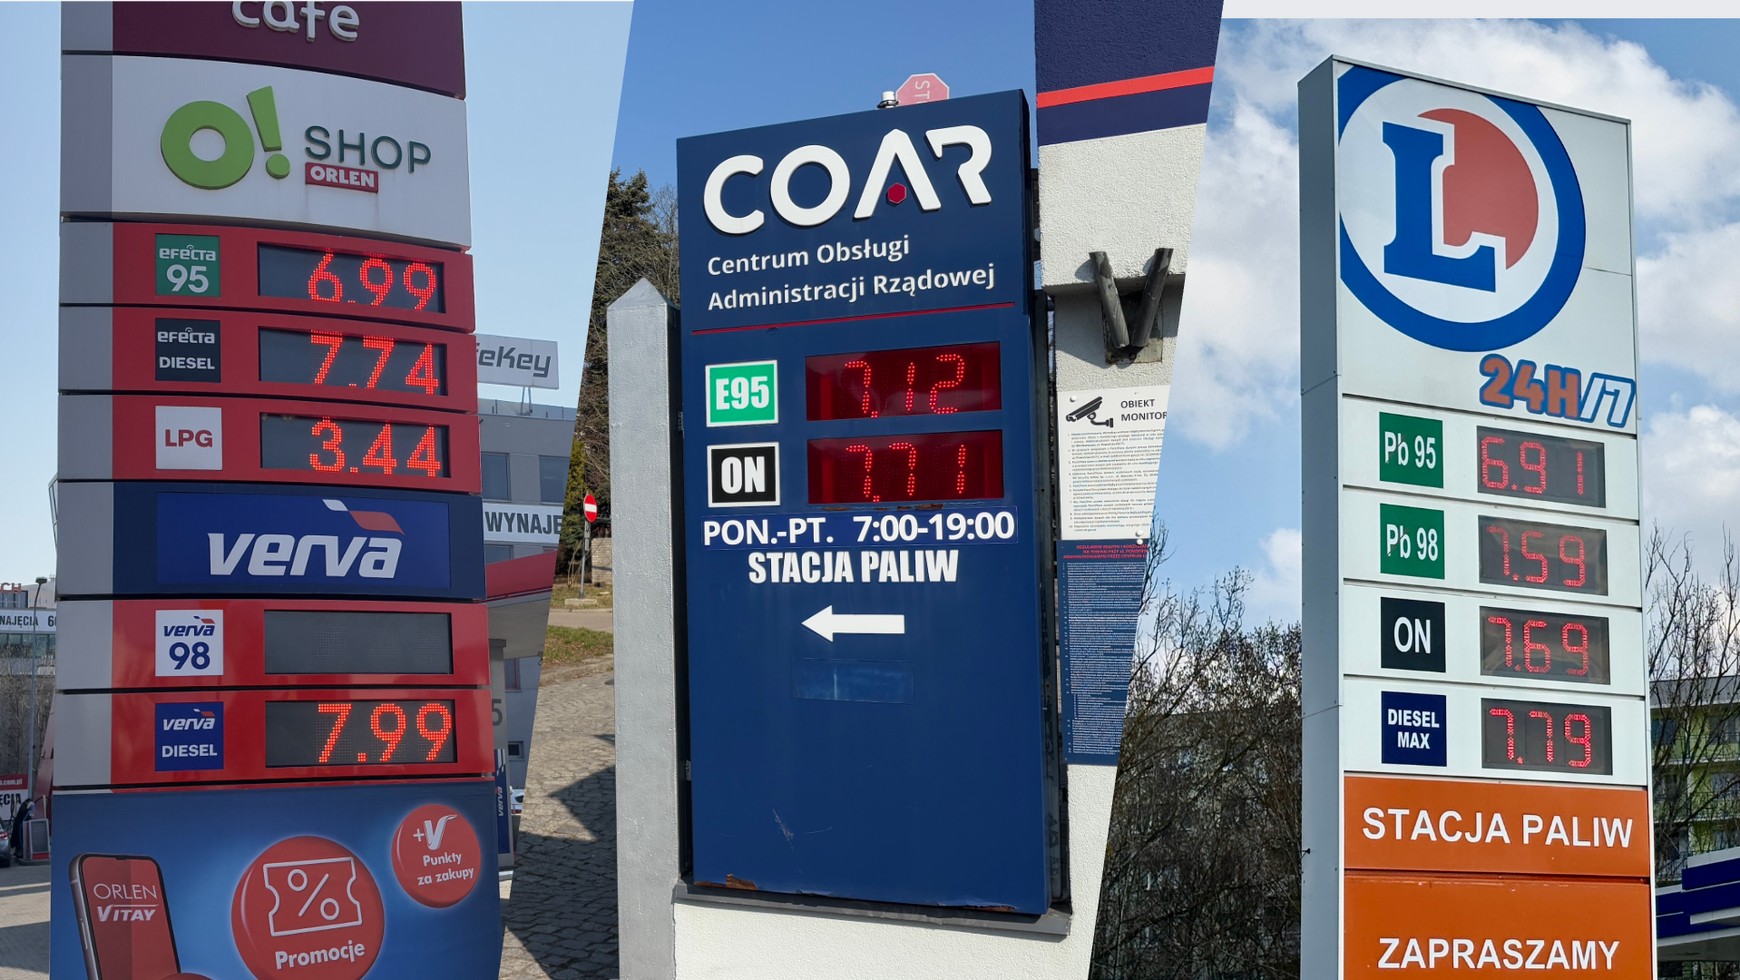 cafe
O! SHOP
ORLEN
efecta
95
6.99
efecta
DIESEL
7.74
LPG
3.44
verva
verva
98
verva
DIESEL
7.99
ORLEN
VITAY
Promocje
+V
Punkty
za zakupy
feKey
WYNAJE
COAR
Centrum Obsługi
Administracji Rządowej
E95
7.12
ON
7.71
PON.-PT. 7:00-19:00
STACJA PALIW
OBIEKT
MONITOR
L
24H/7
Pb 95
6.91
Pb 98
7.59
ON
7.69
DIESEL
MAX
7.79
STACJA PALIW
ZAPRASZAMY